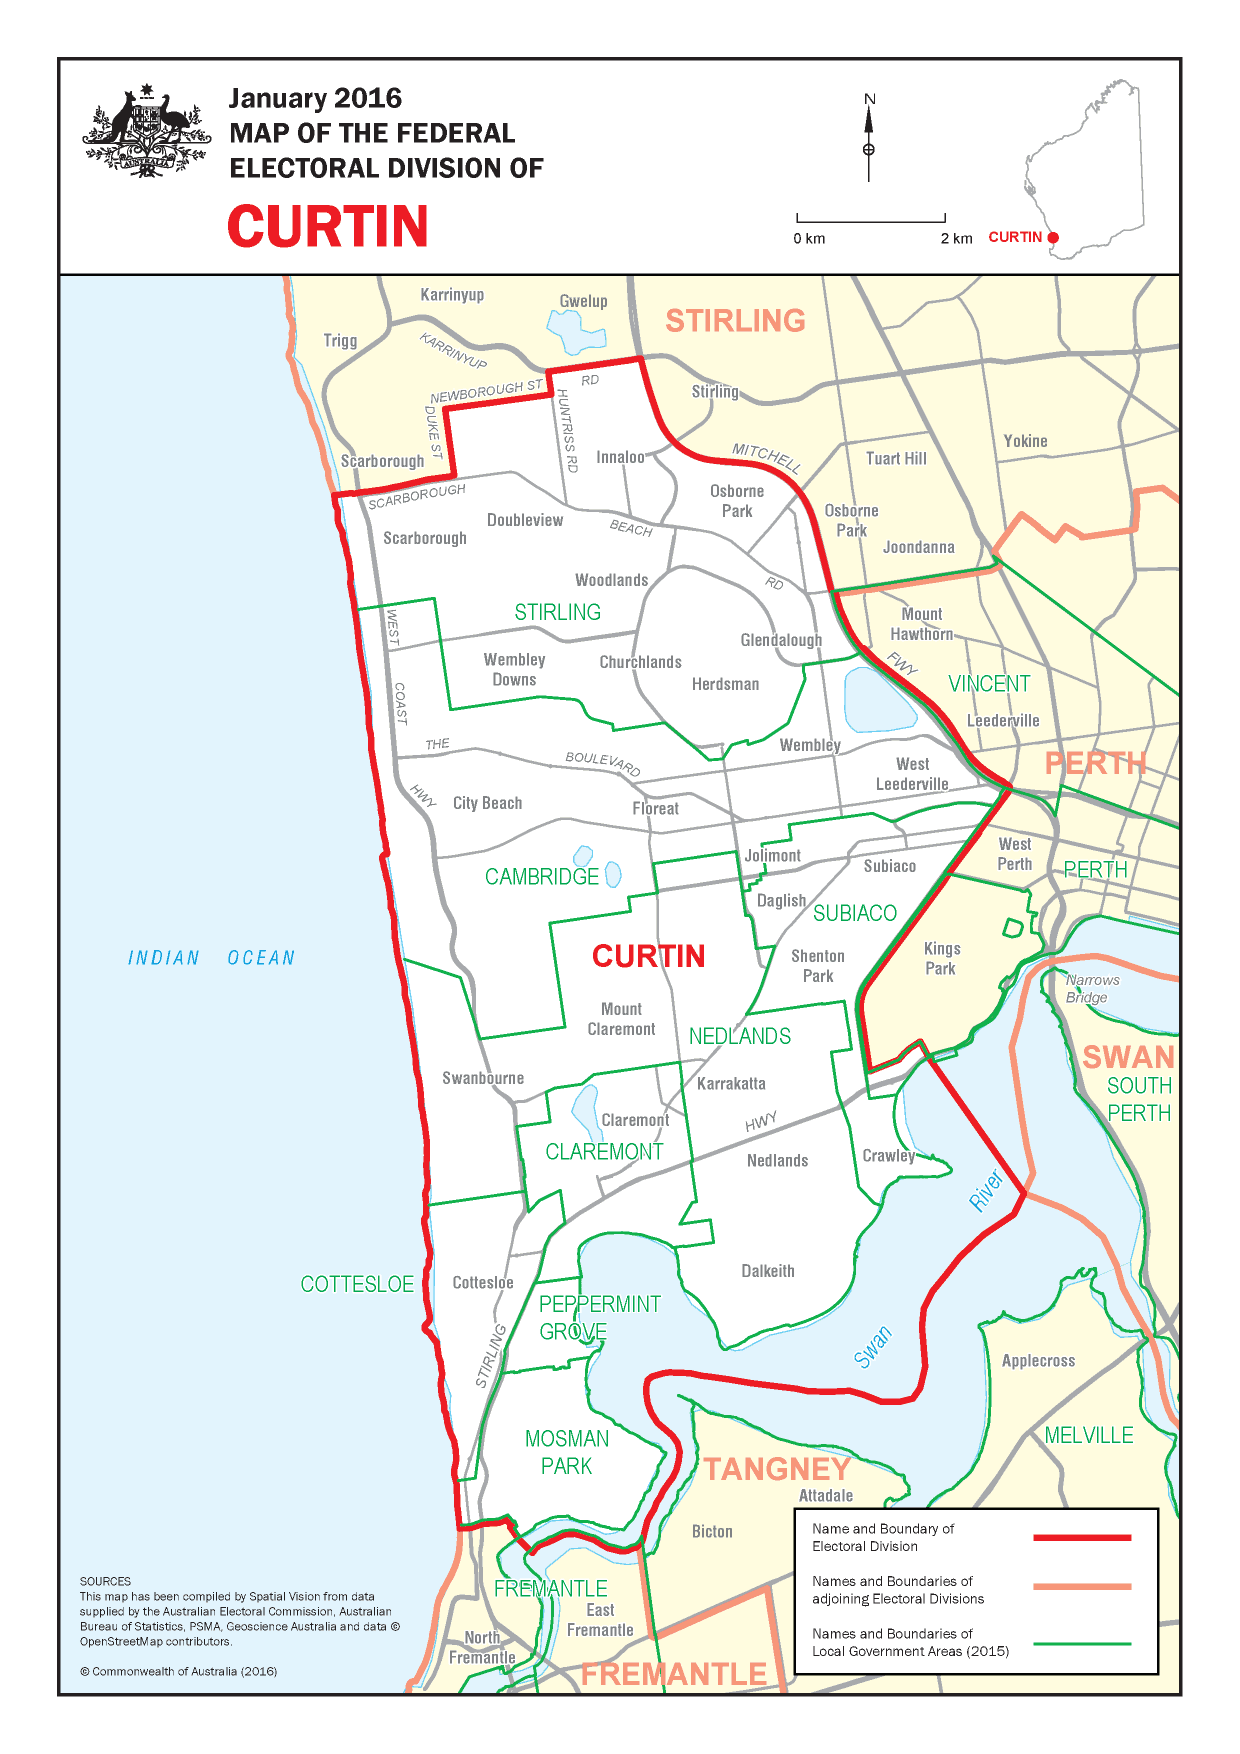 January 2016
MAP OF THE FEDERAL
ELECTORAL DIVISION OF
CURTIN
AUSTRALIA
N
0 km
2 km
CURTIN
Karrinyup
Gwelup
STIRLING
Trigg
KARRINYUP
RD
NEWBOROUGH ST
Stirling
DUKE ST
HUNTRISS RD
Yokine
Scarborough
Innaloo
MITCHELL
Tuart Hill
SCARBOROUGH
Osborne
Park
Osborne
Park
Doubleview
BEACH
Scarborough
Joondanna
Woodlands
RD
STIRLING
WEST
Mount
Hawthorn
Glendalough
Wembley
Downs
Churchlands
FWY
Herdsman
VINCENT
COAST
Leederville
THE
BOULEVARD
Wembley
PERTH
West
Leederville
HWY
City Beach
Floreat
Jolimont
Subiaco
West
Perth
PERTH
CAMBRIDGE
Daglish
SUBIACO
INDIAN OCEAN
CURTIN
Shenton
Park
Kings
Park
Narrows
Bridge
Mount
Claremont
NEDLANDS
SWAN
Swanbourne
Karrakatta
SOUTH
PERTH
Claremont
HWY
CLAREMONT
Nedlands
Crawley
River
COTTESLOE
Cottesloe
Dalkeith
PEPPERMINT
GROVE
STIRLING
Swan
Applecross
MOSMAN
PARK
MELVILLE
TANGNEY
Attadale
Bicton
FREMANTLE
East
Fremantle
North
Fremantle
FREMANTLE
Name and Boundary of
Electoral Division
Names and Boundaries of
adjoining Electoral Divisions
Names and Boundaries of
Local Government Areas (2015)
SOURCES
This map has been compiled by Spatial Vision from data
supplied by the Australian Electoral Commission, Australian
Bureau of Statistics, PSMA, Geoscience Australia and data ©
OpenStreetMap contributors.
© Commonwealth of Australia (2016)